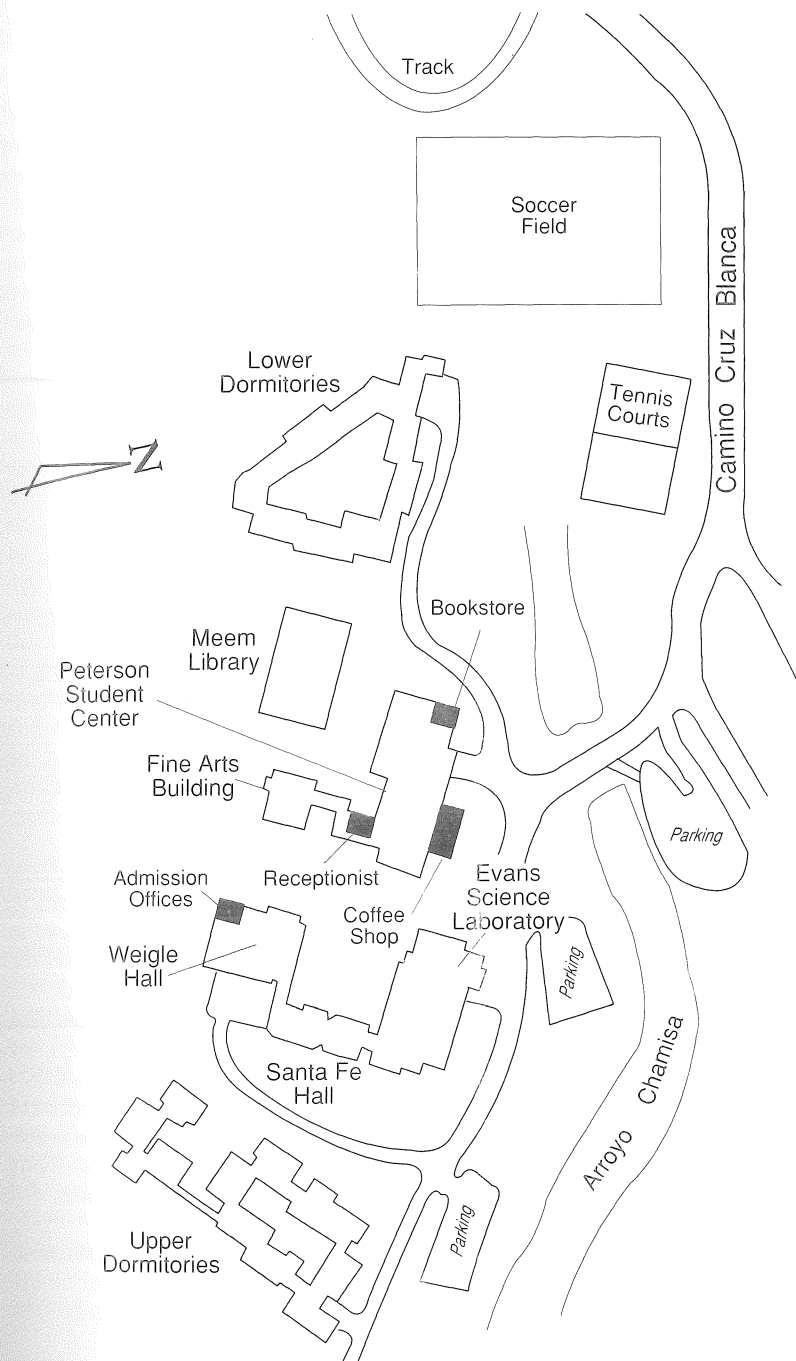 Track
Soccer
Field
Camino Cruz Blanca
Lower
Dormitories
Tennis
Courts
N
Bookstore
Meem
Library
Peterson
Student
Center
Fine Arts
Building
Parking
Receptionist
Admission
Offices
Coffee
Shop
Evans
Science
Laboratory
Weigle
Hall
Parking
Santa Fe
Hall
Arroyo Chamisa
Parking
Upper
Dormitories